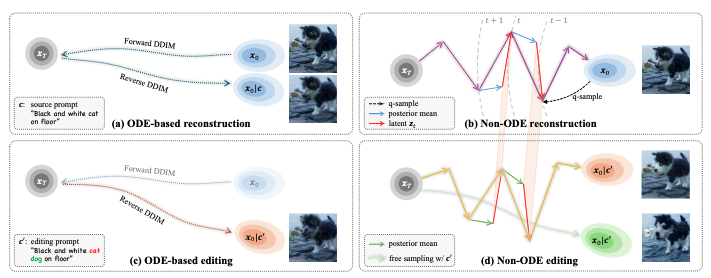 Forward DDIM
x_T
x_0
Reverse DDIM
x_0|c
c: source prompt
"Black and white cat
on floor"
(a) ODE-based reconstruction
t + 1
t
t − 1
x_T
x_0
q-sample
q-sample
posterior mean
latent z_t
(b) Non-ODE reconstruction
Forward DDIM
x_T
x_0
Reverse DDIM
x_0|c'
c': editing prompt
"Black and white cat
dog on floor"
(c) ODE-based editing
x_T
x_0|c'
x_0|c'
posterior mean
free sampling w/ c'
(d) Non-ODE editing